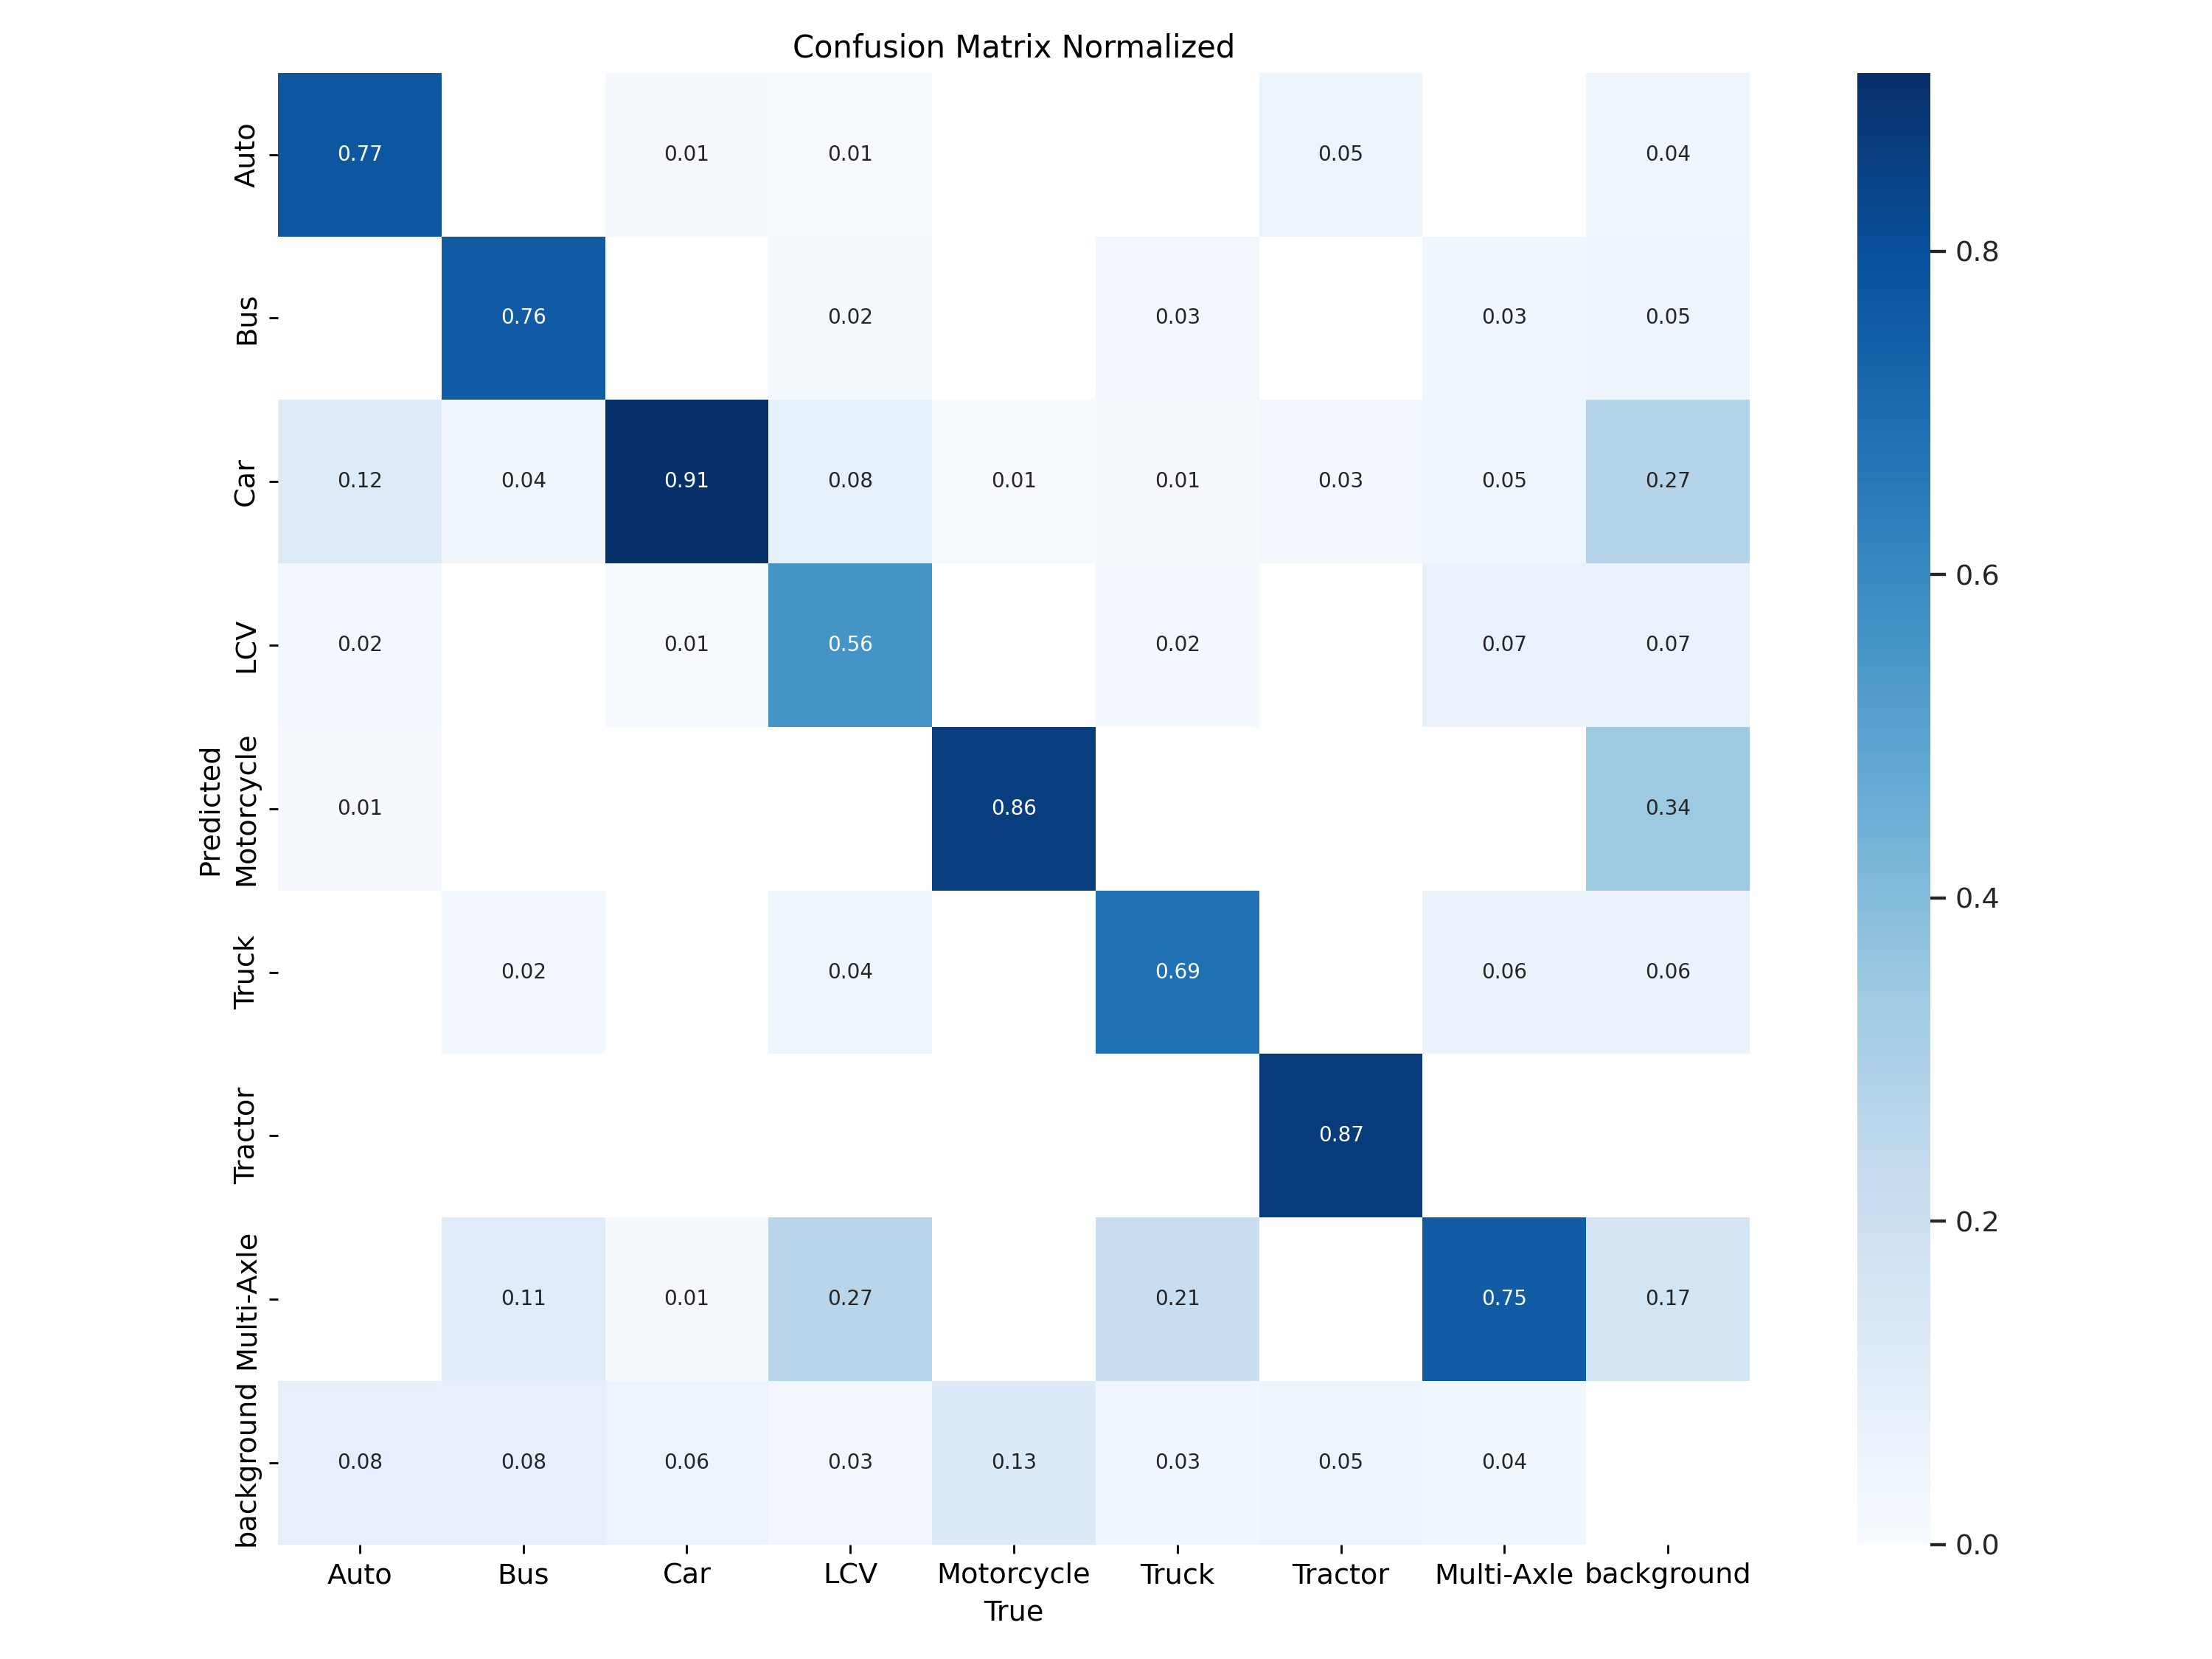 Confusion Matrix Normalized
Auto 0.77 0.01 0.01 0.05 0.04
Bus 0.76 0.02 0.03 0.03 0.05
Car 0.12 0.04 0.91 0.08 0.01 0.01 0.03 0.05 0.27
LCV 0.02 0.01 0.56 0.02 0.07 0.07
Predicted
Motorcycle 0.01 0.86 0.34
Truck 0.02 0.04 0.69 0.06 0.06
Tractor 0.87
Multi-Axle 0.11 0.01 0.27 0.21 0.75 0.17
background 0.08 0.08 0.06 0.03 0.13 0.03 0.05 0.04
Auto Bus Car LCV Motorcycle Truck Tractor Multi-Axle background
True
0.8
0.6
0.4
0.2
0.0